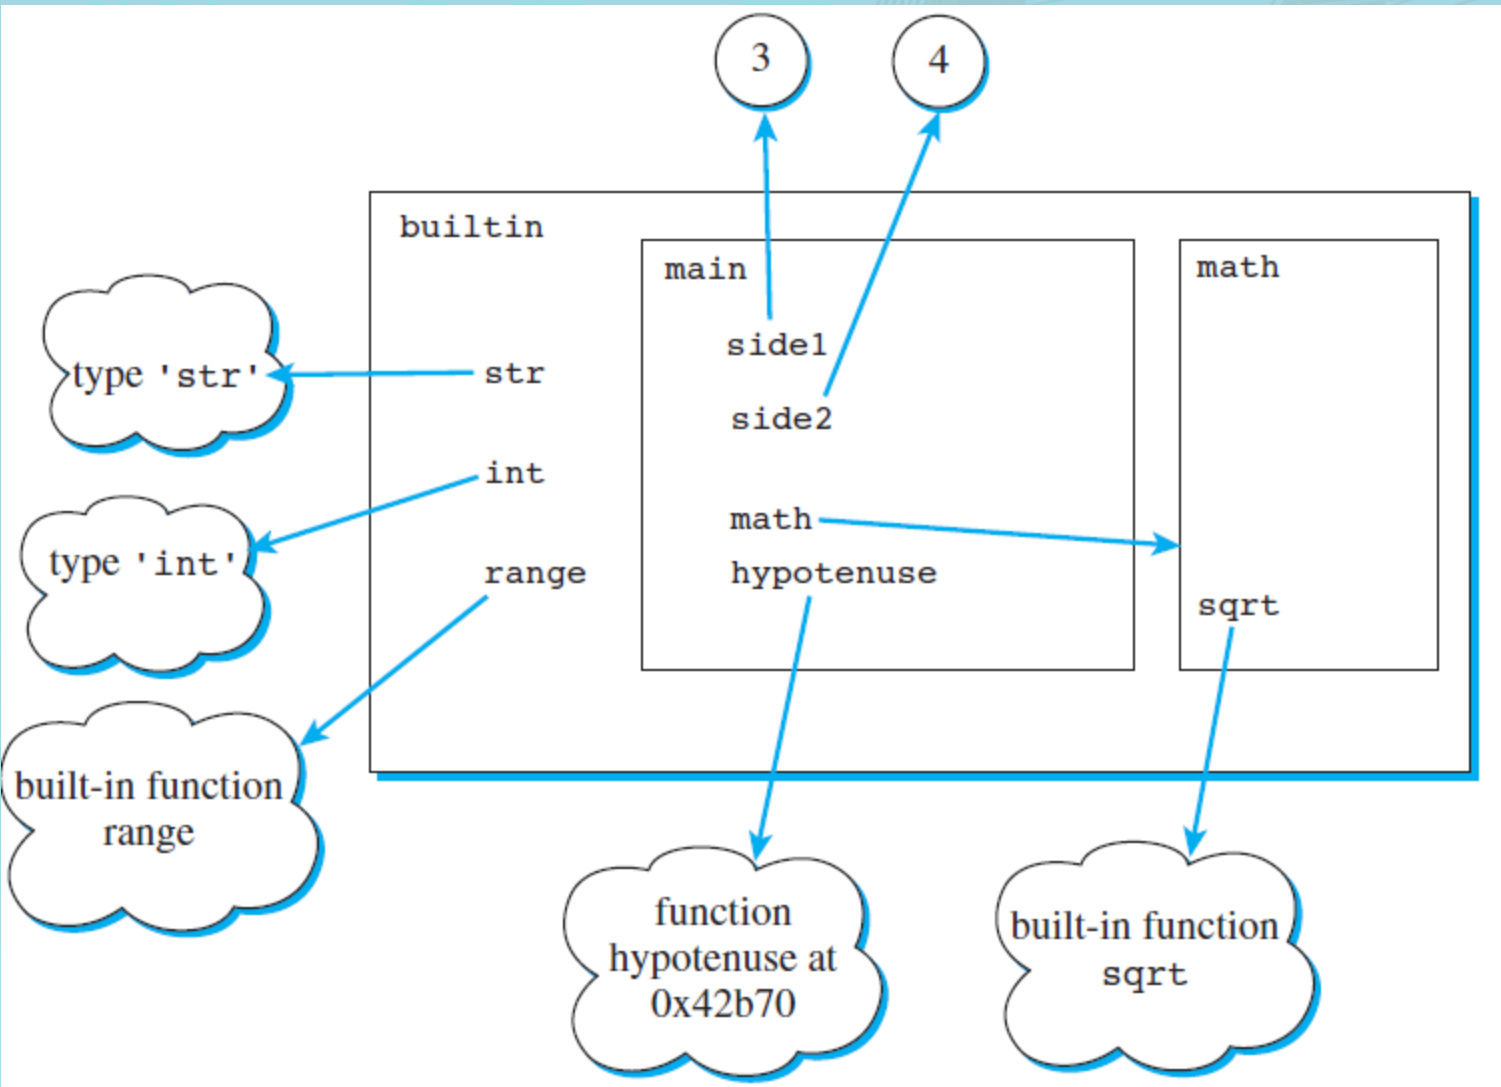 3
4
builtin
main
math
side1
type 'str'
str
side2
int
math
type 'int'
range
hypotenuse
sqrt
built-in function
range
function
hypotenuse at
0x42b70
built-in function
sqrt